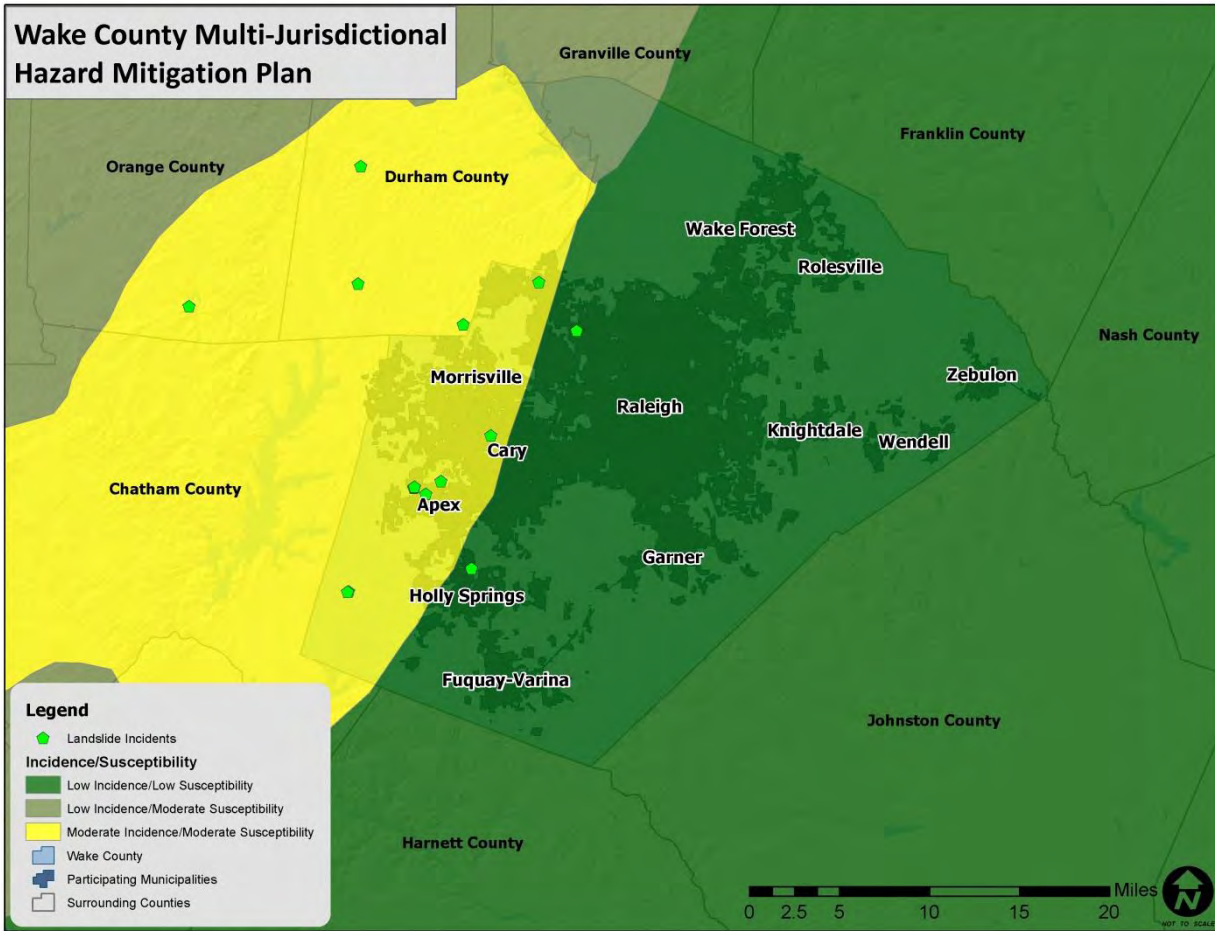 Wake County Multi-Jurisdictional
Hazard Mitigation Plan
Granville County
Franklin County
Orange County
Durham County
Wake Forest
Rolesville
Nash County
Morrisville
Zebulon
Raleigh
Knightdale
Wendell
Cary
Chatham County
Apex
Garner
Holly Springs
Fuquay-Varina
Johnston County
Harnett County
Legend
Landslide Incidents
Incidence/Susceptibility
Low Incidence/Low Susceptibility
Low Incidence/Moderate Susceptibility
Moderate Incidence/Moderate Susceptibility
Wake County
Participating Municipalities
Surrounding Counties
Miles
0 2.5 5 10 15 20
N
NOT TO SCALE